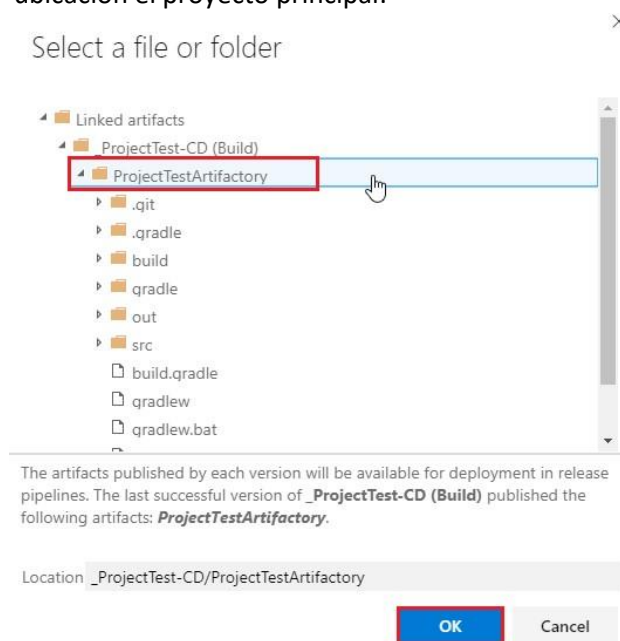 ubicación el proyecto principal.
Select a file or folder
Linked artifacts
_ProjectTest-CD (Build)
ProjectTestArtifactory
.git
.gradle
build
gradle
out
src
build.gradle
gradlew
gradlew.bat
The artifacts published by each version will be available for deployment in release
pipelines. The last successful version of _ProjectTest-CD (Build) published the
following artifacts: ProjectTestArtifactory.
Location _ProjectTest-CD/ProjectTestArtifactory
OK Cancel